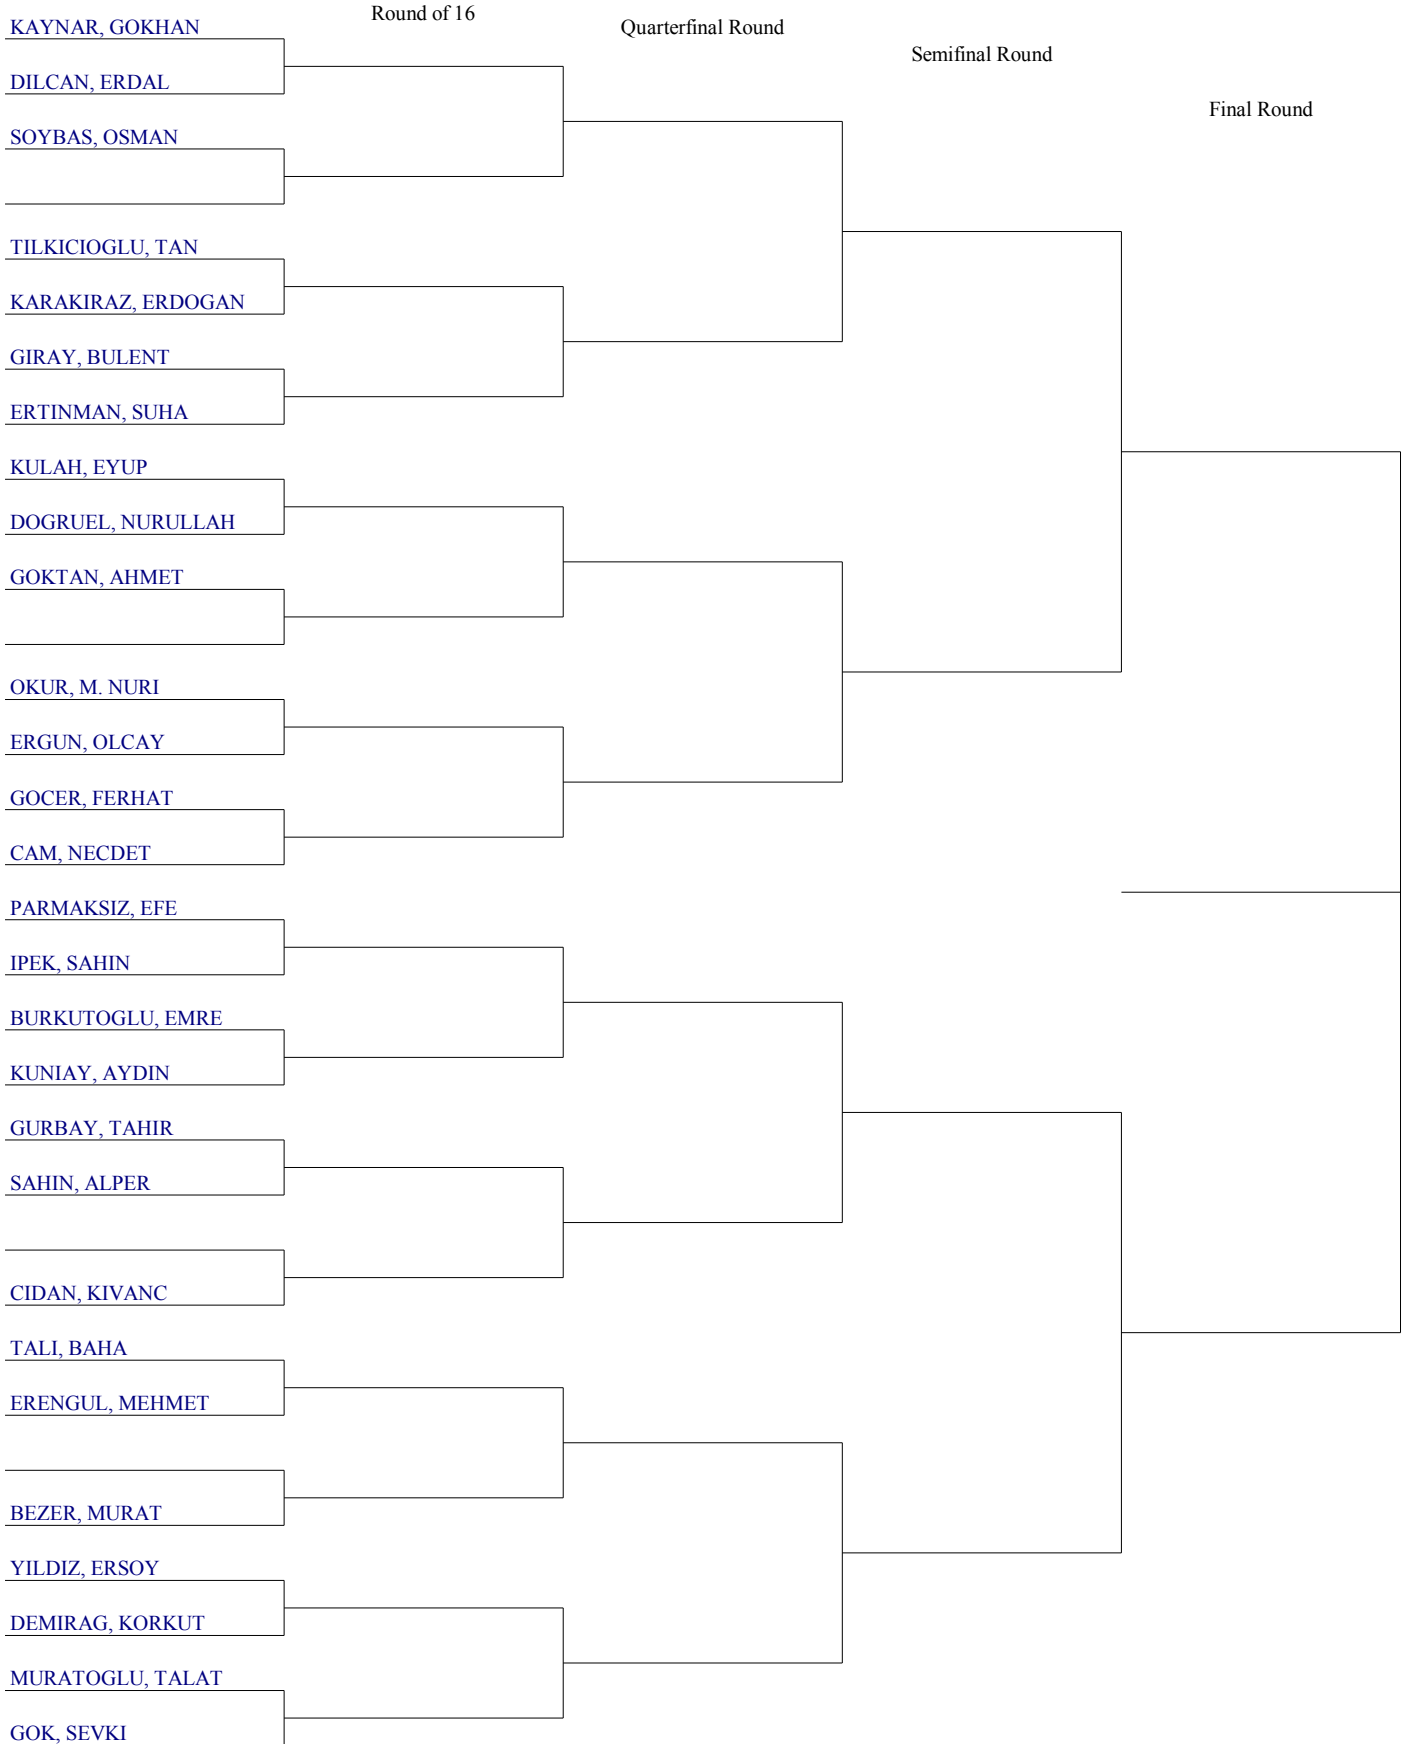 Round of 16
Quarterfinal Round
Semifinal Round
Final Round
KAYNAR, GOKHAN
DILCAN, ERDAL
SOYBAS, OSMAN
TILKICIOGLU, TAN
KARAKIRAZ, ERDOGAN
GIRAY, BULENT
ERTINMAN, SUHA
KULAH, EYUP
DOGRUEL, NURULLAH
GOKTAN, AHMET
OKUR, M. NURI
ERGUN, OLCAY
GOCER, FERHAT
CAM, NECDET
PARMAKSIZ, EFE
IPEK, SAHIN
BURKUTOGLU, EMRE
KUNIAY, AYDIN
GURBAY, TAHIR
SAHIN, ALPER
CIDAN, KIVANC
TALI, BAHA
ERENGUL, MEHMET
BEZER, MURAT
YILDIZ, ERSOY
DEMIRAG, KORKUT
MURATOGLU, TALAT
GOK, SEVKI